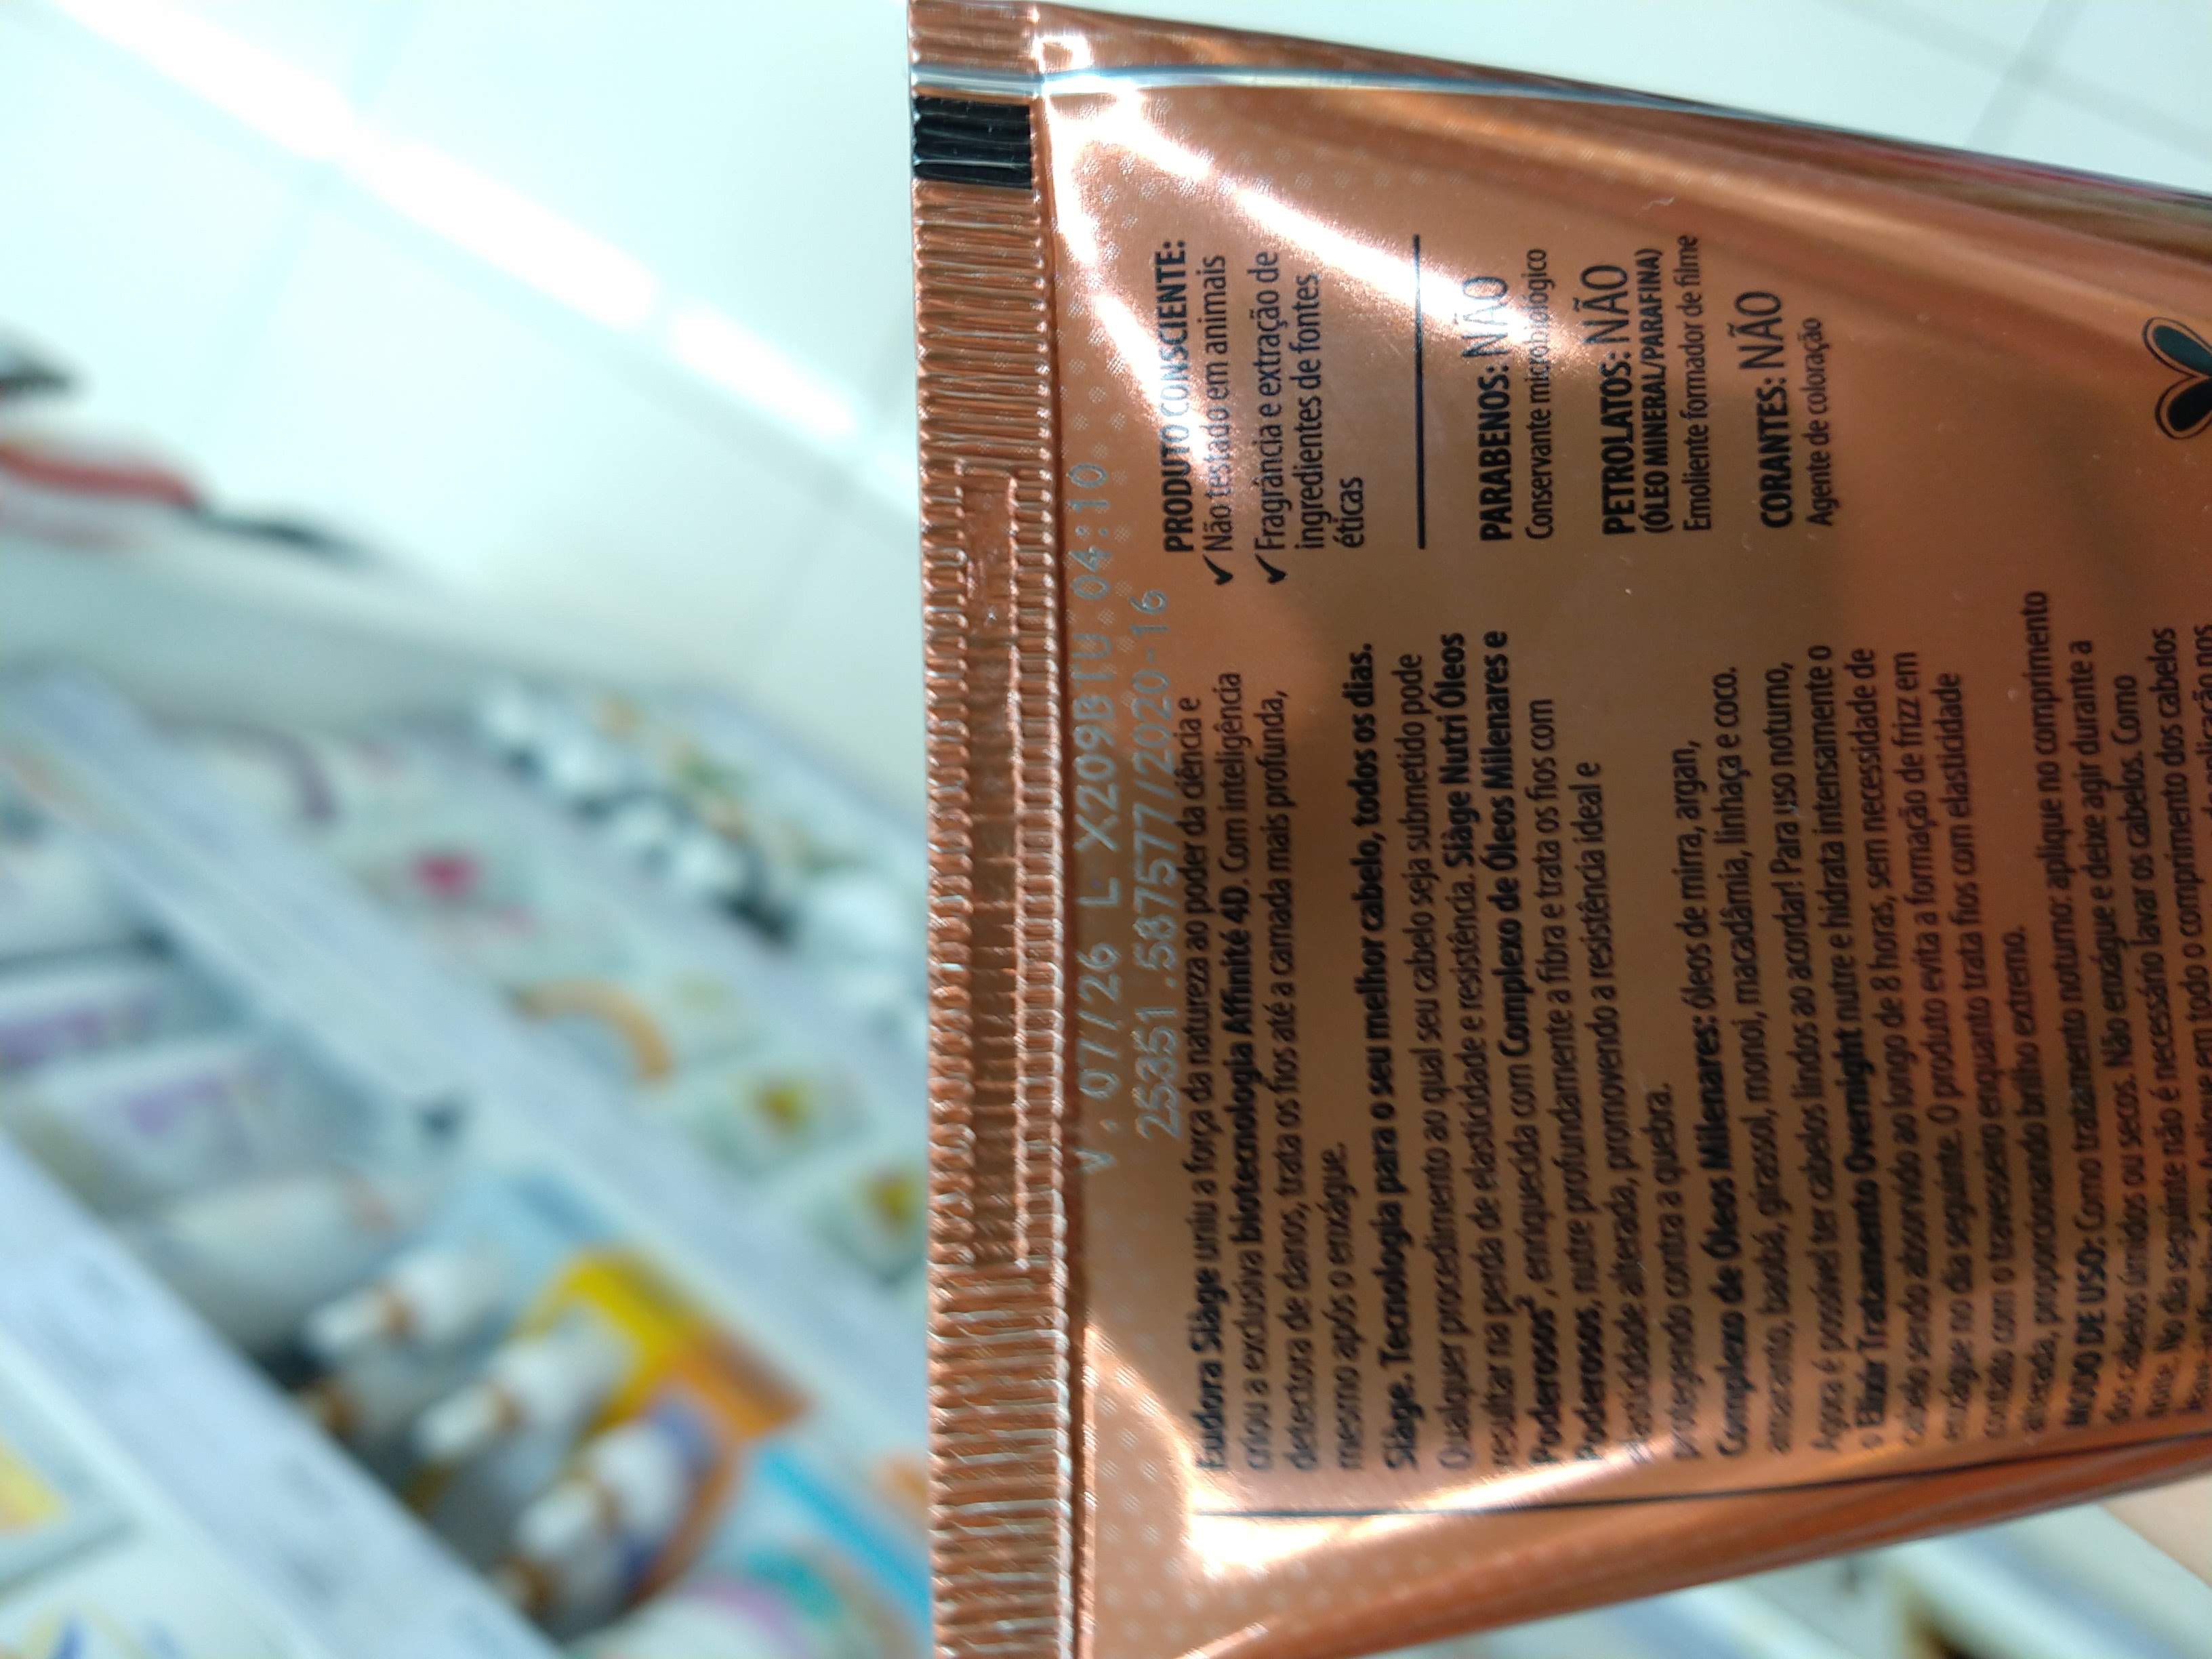 V. 07/26 L X209BTU 04:10
25351.587577/2020-16
Eudora Siàge uniu a força da natureza ao poder da ciência e
criou a exclusiva biotecnologia Affinité 4D. Com inteligência
detectora de danos, trata os fios até a camada mais profunda,
mesmo após o enxágue.
Siàge. Tecnologia para o seu melhor cabelo, todos os dias.
Qualquer procedimento ao qual seu cabelo seja submetido pode
resultar na perda de elasticidade e resistência. Siàge Nutri Óleos
Poderosos², enriquecida com Complexo de Óleos Milenares e
Poderosos, nutre profundamente a fibra e trata os fios com
elasticidade alterada, promovendo a resistência ideal e
protegendo contra a quebra.
Complexo de Óleos Milenares: óleos de mirra, argan,
amaranto, baobá, girassol, monoi, macadâmia, linhaça e coco.
Agora é possível ter cabelos lindos ao acordar! Para uso noturno,
o Elixir Tratamento Overnight nutre e hidrata intensamente o
cabelo sendo absorvido ao longo de 8 horas, sem necessidade de
enxágue no dia seguinte. O produto evita a formação de frizz em
contato com o travesseiro enquanto trata fios com elasticidade
alterada, proporcionando brilho extremo.
MODO DE USO: Como tratamento noturno: aplique no comprimento
dos cabelos úmidos ou secos. Não enxágue e deixe agir durante a
noite. No dia seguinte não é necessário lavar os cabelos. Como
Aplique em todo o comprimento dos cabelos
aplicação nos
PRODUTO CONSCIENTE:
✓ Não testado em animais
✓ Fragrância e extração de
ingredientes de fontes
éticas
PARABENOS: NÃO
Conservante microbiológico
PETROLATOS: NÃO
(ÓLEO MINERAL/PARAFINA)
Emoliente formador de filme
CORANTES: NÃO
Agente de coloração